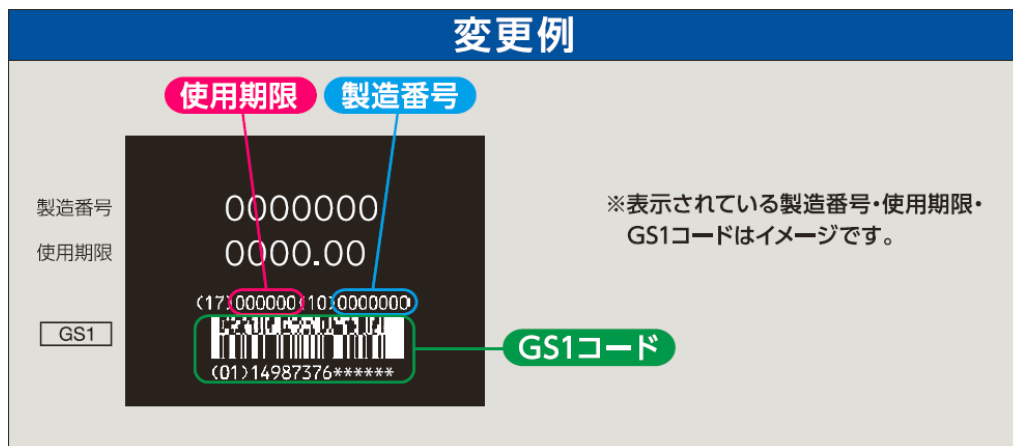 変更例
使用期限 製造番号
製造番号 0000000
使用期限 0000.00
※表示されている製造番号・使用期限・
GS1コードはイメージです。
(17)000000(10)0000000
GS1
GS1コード
(01)14987376******